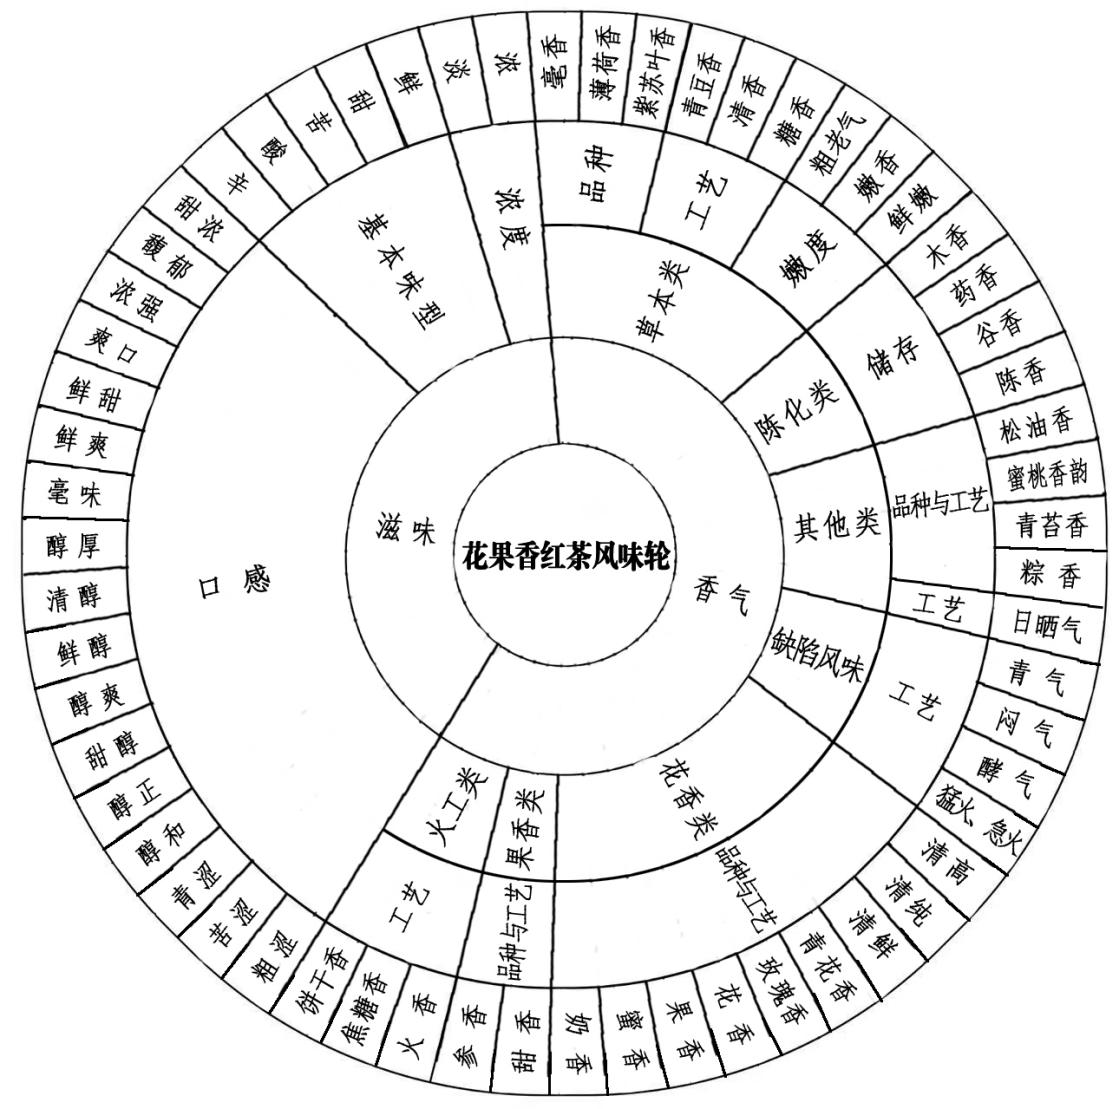 花果香红茶风味轮
香气
滋味
草本类
陈化类
其他类
缺陷风味
花香类
果香类
火工类
品种
工艺
嫩度
储存
品种与工艺
工艺
工艺
品种与工艺
品种与工艺
工艺
口感
基本味型
浓度
毫香
薄荷香
紫苏叶香
青豆香
清香
糖香
粗老气
嫩香
鲜嫩
木香
药香
谷香
陈香
松油香
蜜桃香韵
青苔香
粽香
日晒气
青气
闷气
酵气
猛火、急火
清高
清纯
清鲜
青花香
玫瑰香
花香
果香
蜜香
奶香
甜香
参香
火香
焦糖香
饼干香
粗涩
苦涩
青涩
醇和
醇正
甜醇
醇爽
鲜醇
清醇
醇厚
毫味
鲜爽
鲜甜
爽口
浓强
馥郁
甜浓
辛
酸
苦
甜
鲜
淡
浓